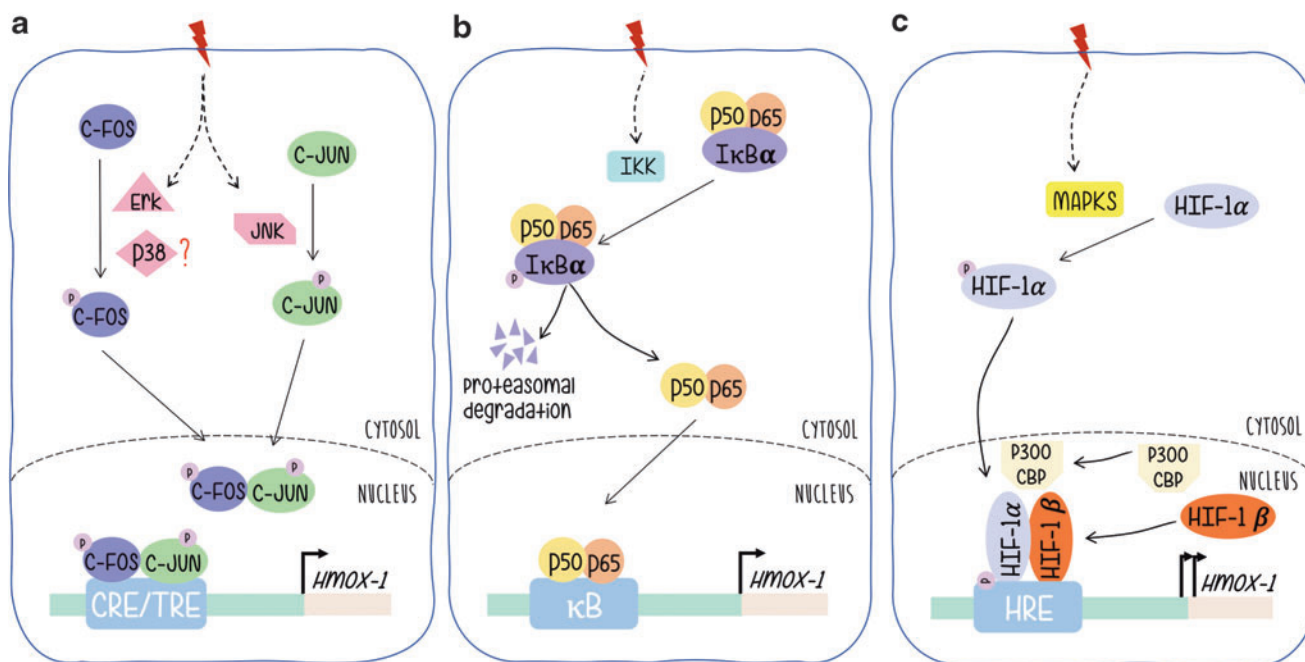 a
C-FOS
C-JUN
Erk
JNK
P38 ?
P
C-FOS
P
C-JUN
CYTOSOL
NUCLEUS
P
P
C-FOS
C-JUN
P
P
C-FOS
C-JUN
CRE/TRE
HMOX-1
b
P50
P65
IκBα
IKK
P50
P65
IκBα
P
proteasomal
degradation
P50
P65
CYTOSOL
NUCLEUS
P50
P65
κB
HMOX-1
c
MAPKS
HIF-1α
P
HIF-1α
CYTOSOL
NUCLEUS
P300
CBP
P300
CBP
HIF-1α
HIF-1 β
HIF-1 β
P
HRE
HMOX-1